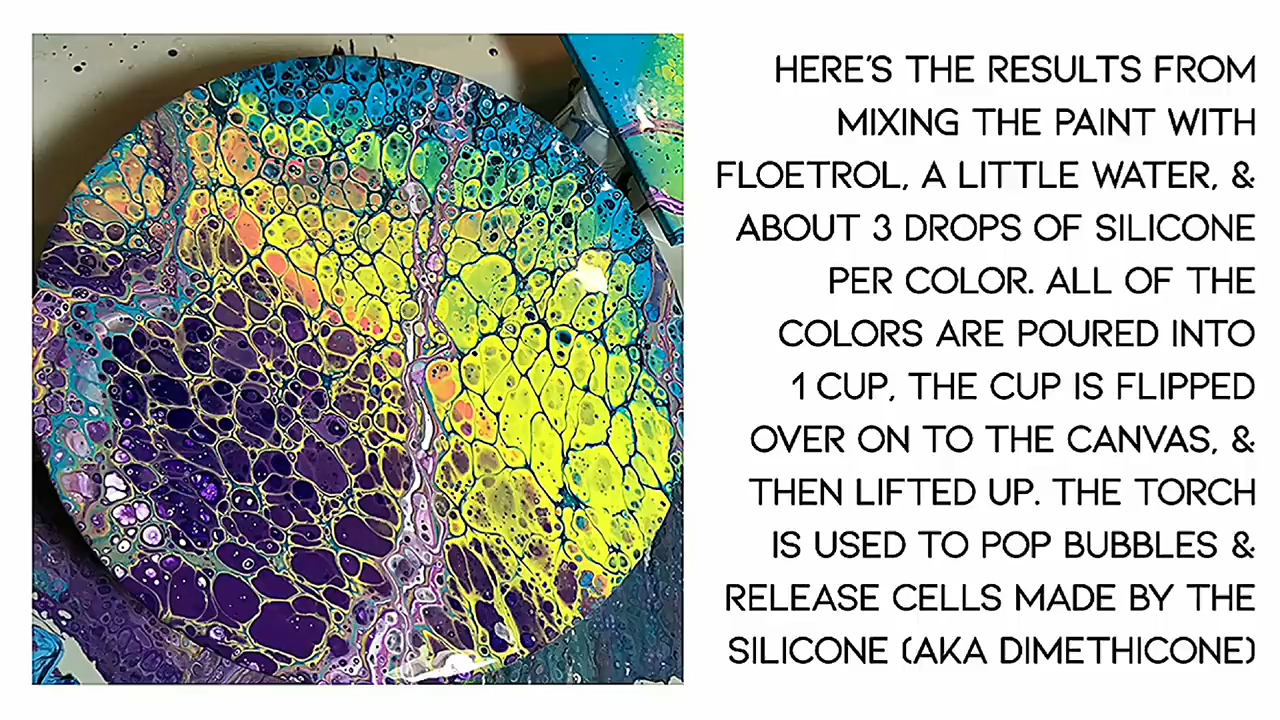 HERE'S THE RESULTS FROM
MIXING THE PAINT WITH
FLOETROL, A LITTLE WATER, &
ABOUT 3 DROPS OF SILICONE
PER COLOR. ALL OF THE
COLORS ARE POURED INTO
1 CUP, THE CUP IS FLIPPED
OVER ON TO THE CANVAS, &
THEN LIFTED UP. THE TORCH
IS USED TO POP BUBBLES &
RELEASE CELLS MADE BY THE
SILICONE (AKA DIMETHICONE)